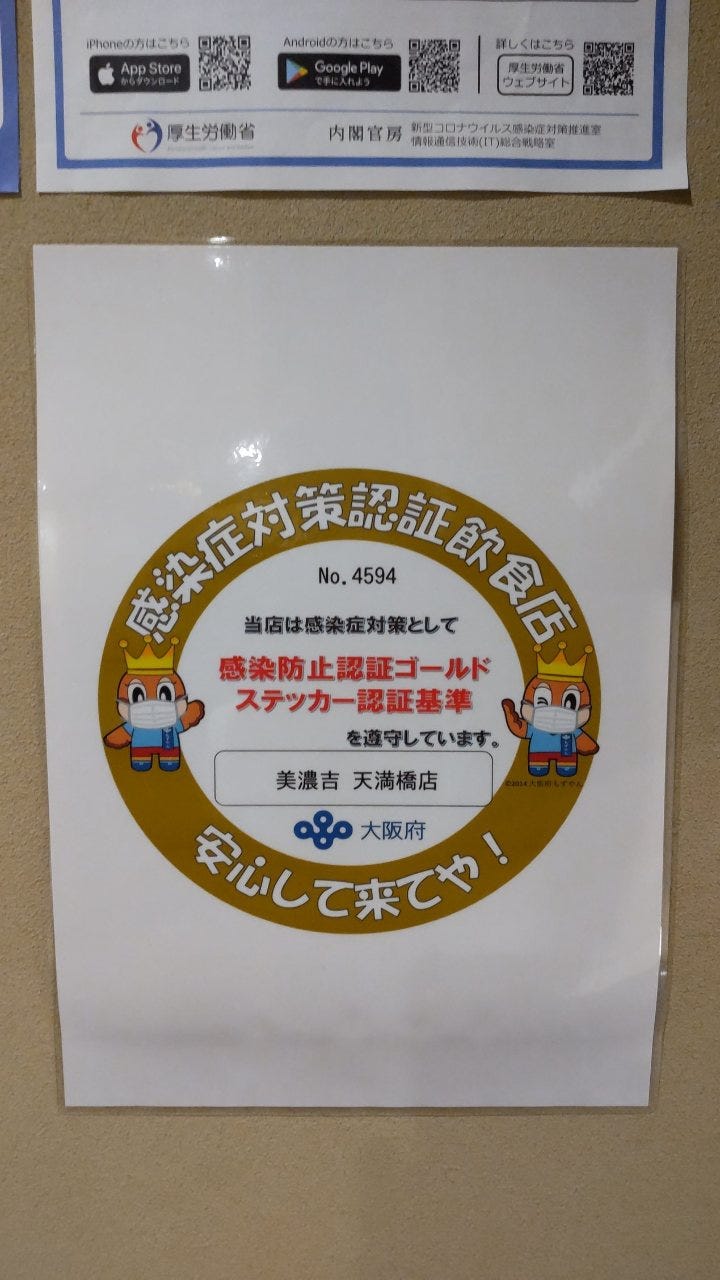 iPhoneの方はこちら
App Store
からダウンロード
Androidの方はこちら
Google Play
で手に入れよう
詳しくはこちら
厚生労働省
ウェブサイト
厚生労働省
内閣官房
新型コロナウイルス感染症対策推進室
情報通信技術(IT)総合戦略室
感染症対策認証飲食店
No.4594
当店は感染症対策として
感染防止認証ゴールド
ステッカー認証基準
を遵守しています。
美濃吉 天満橋店
©2014 大阪府もずやん
大阪府
安心して来てや！